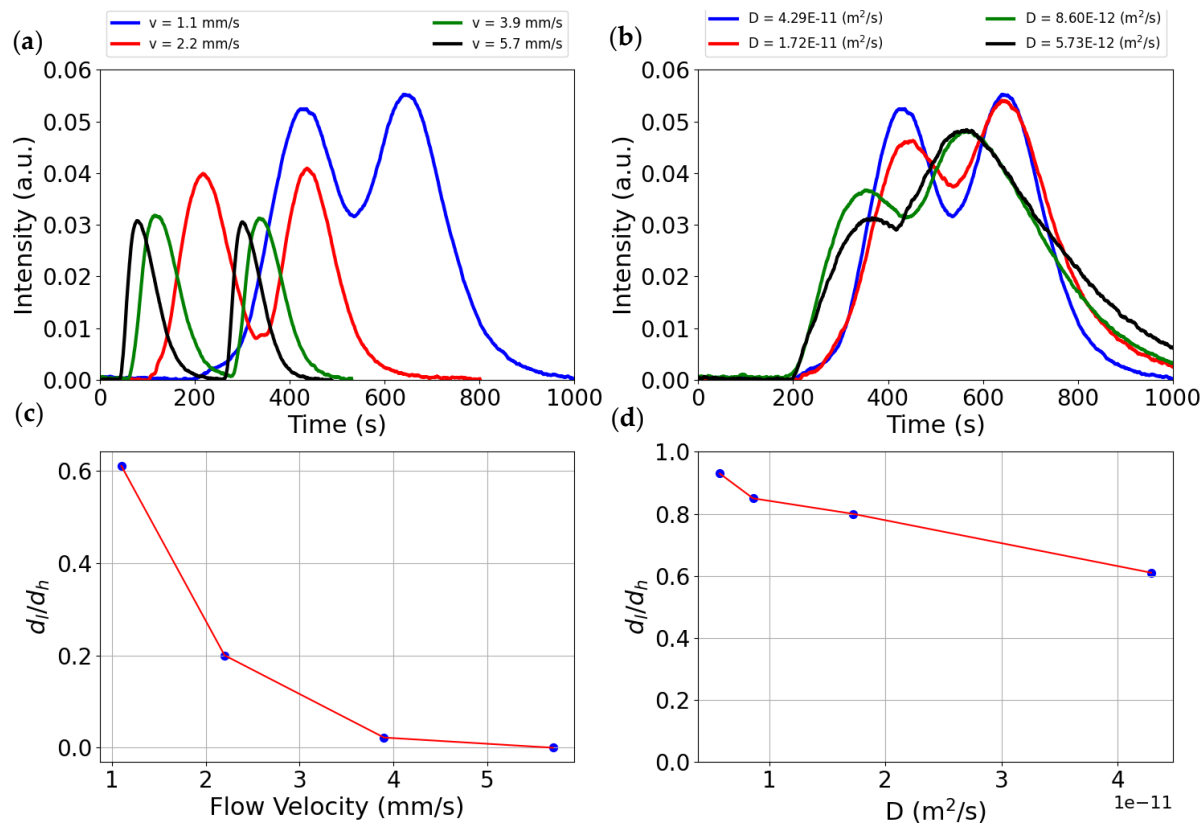 (a)
v = 1.1 mm/s
v = 2.2 mm/s
v = 3.9 mm/s
v = 5.7 mm/s
Intensity (a.u.)
0.06
0.05
0.04
0.03
0.02
0.01
0.00
0 200 400 600 800 1000
Time (s)
(b)
D = 4.29E-11 (m²/s)
D = 1.72E-11 (m²/s)
D = 8.60E-12 (m²/s)
D = 5.73E-12 (m²/s)
Intensity (a.u.)
0.06
0.05
0.04
0.03
0.02
0.01
0.00
0 200 400 600 800 1000
Time (s)
(c)
d_l/d_h
0.6
0.4
0.2
0.0
1 2 3 4 5
Flow Velocity (mm/s)
(d)
d_l/d_h
1.0
0.8
0.6
0.4
0.2
0.0
1 2 3 4
1e−11
D (m²/s)